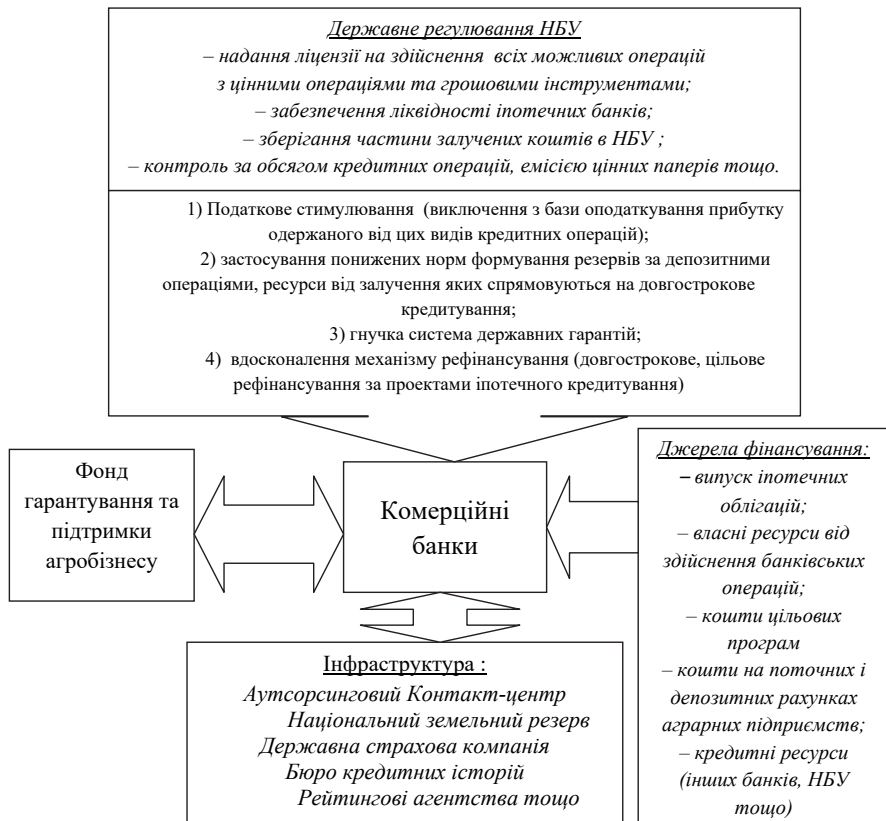 Державне регулювання НБУ
– надання ліцензії на здійснення всіх можливих операцій
з цінними операціями та грошовими інструментами;
– забезпечення ліквідності іпотечних банків;
– зберігання частини залучених коштів в НБУ ;
– контроль за обсягом кредитних операцій, емісією цінних паперів тощо.
1) Податкове стимулювання (виключення з бази оподаткування прибутку
одержаного від цих видів кредитних операцій);
2) застосування понижених норм формування резервів за депозитними
операціями, ресурси від залучення яких спрямовуються на довгострокове
кредитування;
3) гнучка система державних гарантій;
4) вдосконалення механізму рефінансування (довгострокове, цільове
рефінансування за проектами іпотечного кредитування)
Фонд
гарантування та
підтримки
агробізнесу
Комерційні
банки
Джерела фінансування:
– випуск іпотечних
облігацій;
– власні ресурси від
здійснення банківських
операцій;
– кошти цільових
програм
– кошти на поточних і
депозитних рахунках
аграрних підприємств;
– кредитні ресурси
(інших банків, НБУ
тощо)
Інфраструктура :
Аутсорсинговий Контакт-центр
Національний земельний резерв
Державна страхова компанія
Бюро кредитних історій
Рейтингові агентства тощо